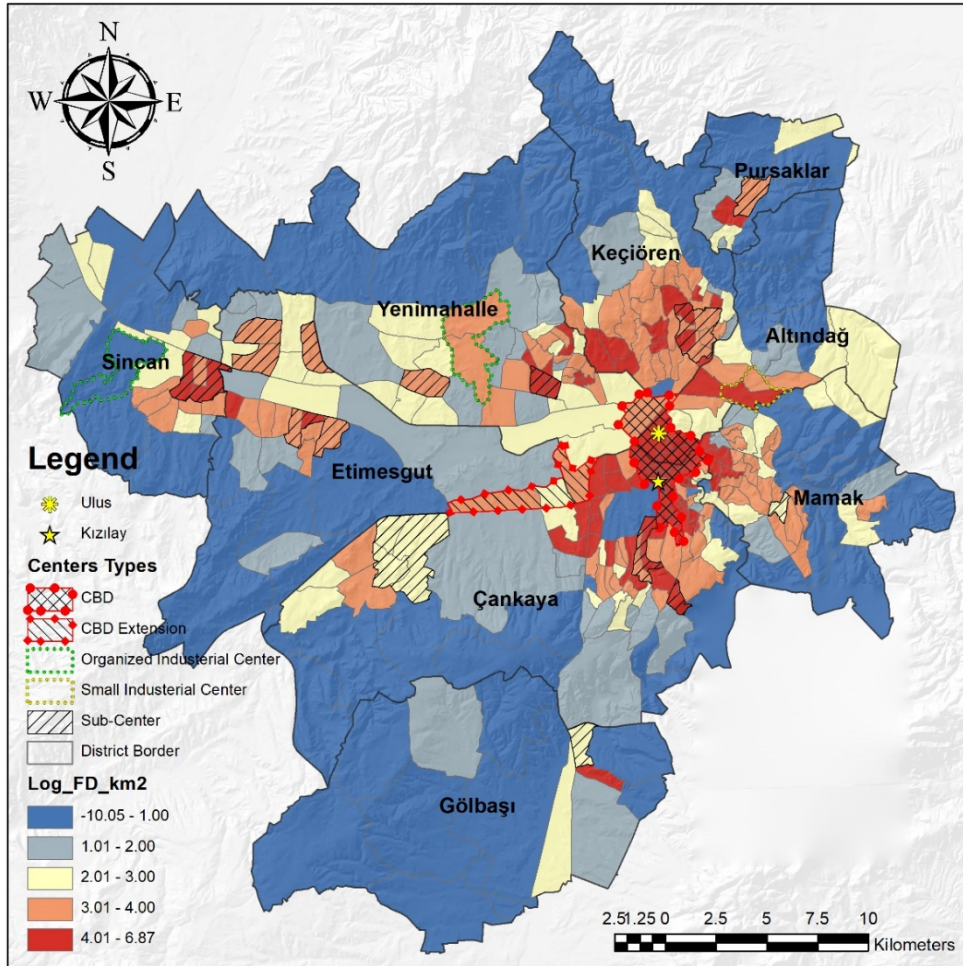 N
W E
S
Pursaklar
Keçiören
Yenimahalle
Altındağ
Sincan
Etimesgut
Mamak
Çankaya
Gölbaşı
Legend
Ulus
Kızılay
Centers Types
CBD
CBD Extension
Organized Industerial Center
Small Industerial Center
Sub-Center
District Border
Log_FD_km2
-10.05 - 1.00
1.01 - 2.00
2.01 - 3.00
3.01 - 4.00
4.01 - 6.87
2.51.25 0 2.5 5 7.5 10
Kilometers